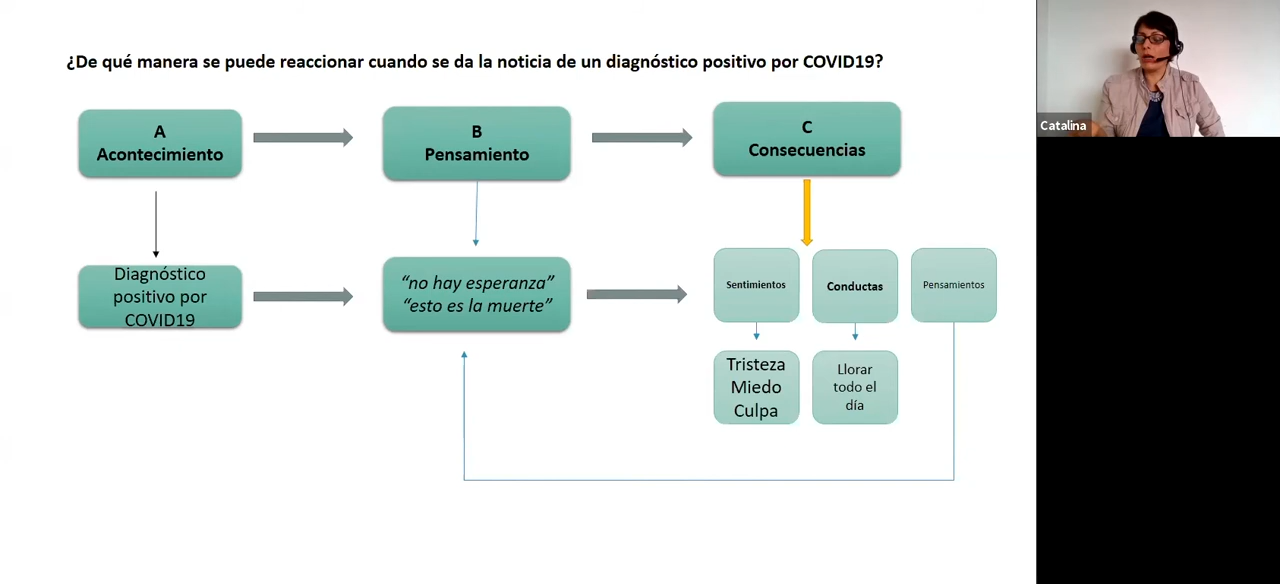 ¿De qué manera se puede reaccionar cuando se da la noticia de un diagnóstico positivo por COVID19?
A
Acontecimiento
B
Pensamiento
C
Consecuencias
Diagnóstico
positivo por
COVID19
“no hay esperanza”
“esto es la muerte”
Sentimientos
Conductas
Pensamientos
Tristeza
Miedo
Culpa
Llorar
todo el
día
Catalina